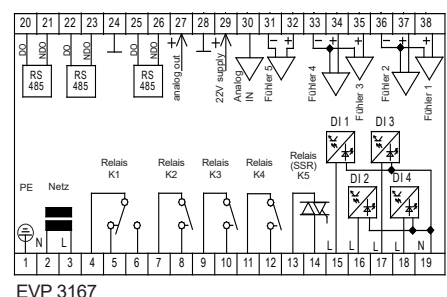 20 21 22 23 24 25 26 27 28 29 30 31 32 33 34 35 36 37 38
DO NDO DO NDO DO NDO + + - + - + - +
RS 485
RS 485
RS 485
analog out
22V supply
Analog IN
Fühler 5
Fühler 4
Fühler 3
Fühler 2
Fühler 1
DI 1 DI 3
DI 2 DI 4
PE Netz
Relais K1
Relais K2
Relais K3
Relais K4
Relais (SSR) K5
N L L L L L N
1 2 3 4 5 6 7 8 9 10 11 12 13 14 15 16 17 18 19
EVP 3167